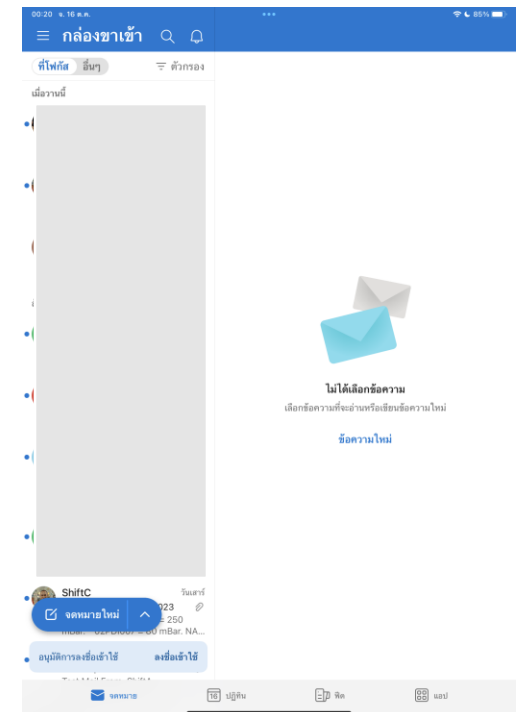 00:20 จ. 16 ต.ค.
85%
กล่องขาเข้า
ที่โฟกัส อื่นๆ ตัวกรอง
เมื่อวานนี้
ไม่ได้เลือกข้อความ
เลือกข้อความที่จะอ่านหรือเขียนข้อความใหม่
ข้อความใหม่
ShiftC วันเสาร์
023
จดหมายใหม่
= 250
mBar. NA...
อนุมัติการลงชื่อเข้าใช้ ลงชื่อเข้าใช้
จดหมาย 16 ปฏิทิน ฟีด แอป